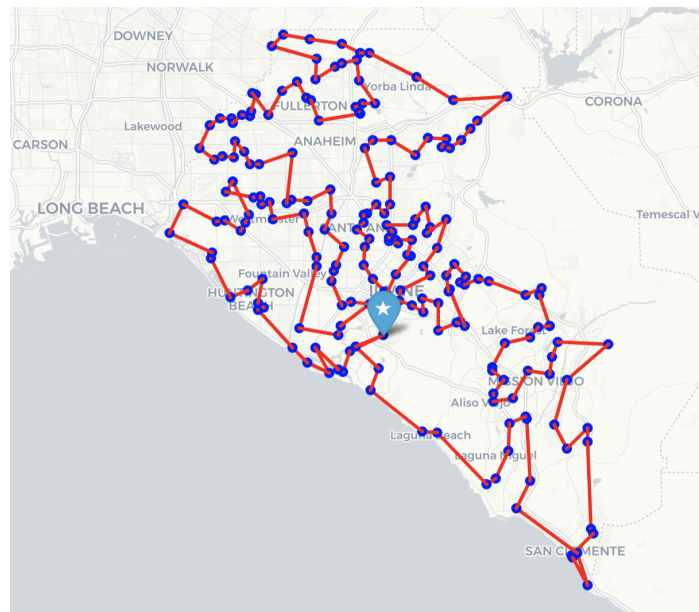 DOWNEY
NORWALK
CORONA
Yorba Linda
FULLERTON
Lakewood
ANAHEIM
CARSON
LONG BEACH
Temescal V
Fountain Valley
HUNTINGTON
BEACH
Lake Forest
MISSION VIEJO
Aliso Viejo
Laguna Beach
Laguna Niguel
SAN CLEMENTE